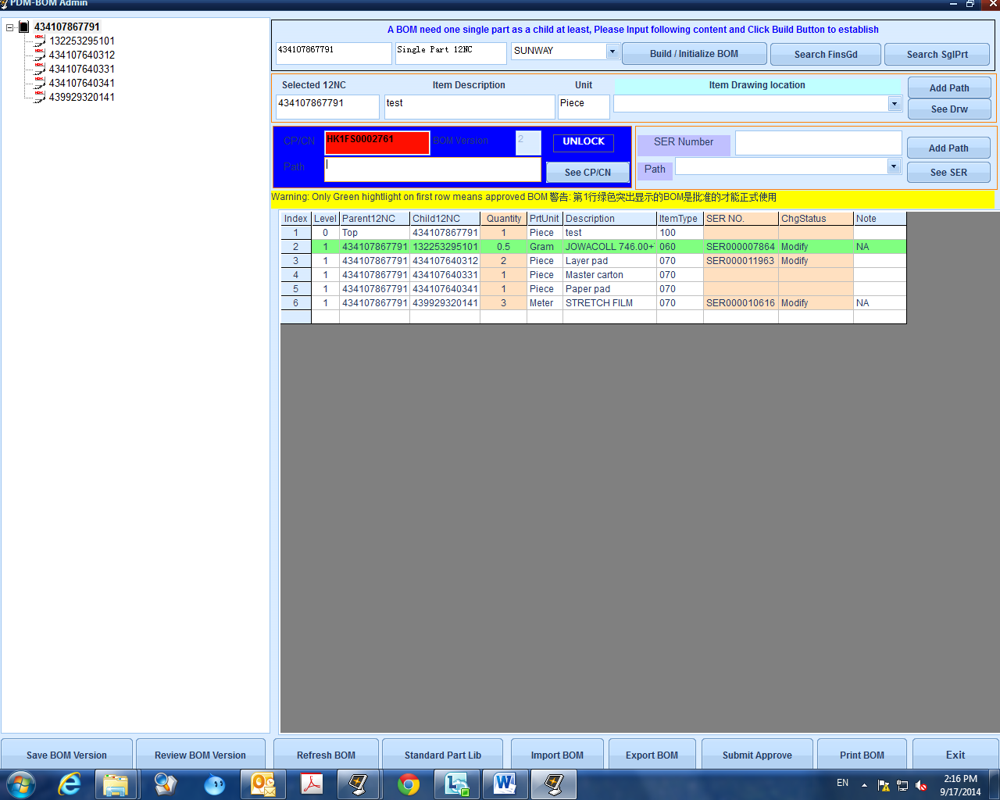 PDM-BOM Admin
434107867791
132253295101
434107640312
434107640331
434107640341
439929320141
A BOM need one single part as a child at least, Please Input following content and Click Build Button to establish
434107867791 Single Part 12NC SUNWAY Build / Initialize BOM Search FinsGd Search SglPrt
Selected 12NC Item Description Unit Item Drawing location Add Path
434107867791 test Piece See Drw
CP/CN HK1FS0002761 BOM Version 2 UNLOCK SER Number Add Path
Path See CP/CN Path See SER
Warning: Only Green hightlight on first row means approved BOM 警告: 第1行绿色突出显示的BOM是批准的才能正式使用
Index Level Parent12NC Child12NC Quantity PrtUnit Description ItemType SER NO. ChgStatus Note
1 0 Top 434107867791 1 Piece test 100
2 1 434107867791 132253295101 0.5 Gram JOWACOLL 746.00+ 060 SER000007864 Modify NA
3 1 434107867791 434107640312 2 Piece Layer pad 070 SER000011963 Modify
4 1 434107867791 434107640331 1 Piece Master carton 070
5 1 434107867791 434107640341 1 Piece Paper pad 070
6 1 434107867791 439929320141 3 Meter STRETCH FILM 070 SER000010616 Modify NA
Save BOM Version Review BOM Version Refresh BOM Standard Part Lib Import BOM Export BOM Submit Approve Print BOM Exit
EN 2:16 PM
9/17/2014